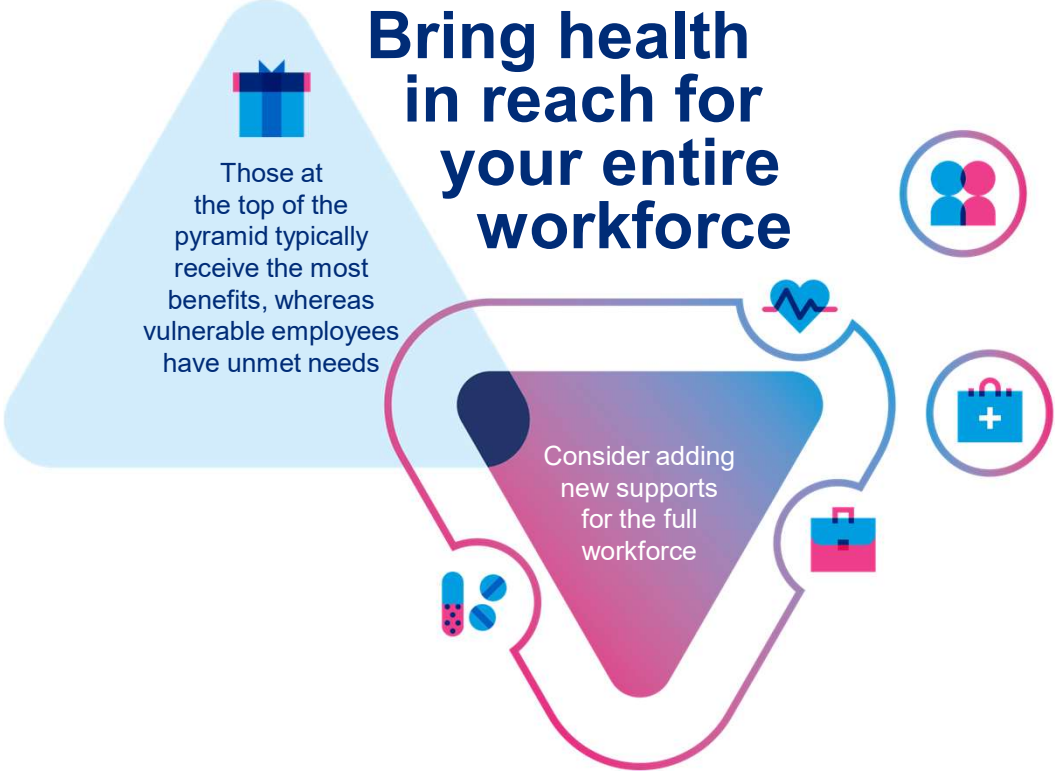 Bring health
in reach for
your entire
workforce
Those at
the top of the
pyramid typically
receive the most
benefits, whereas
vulnerable employees
have unmet needs
Consider adding
new supports
for the full
workforce